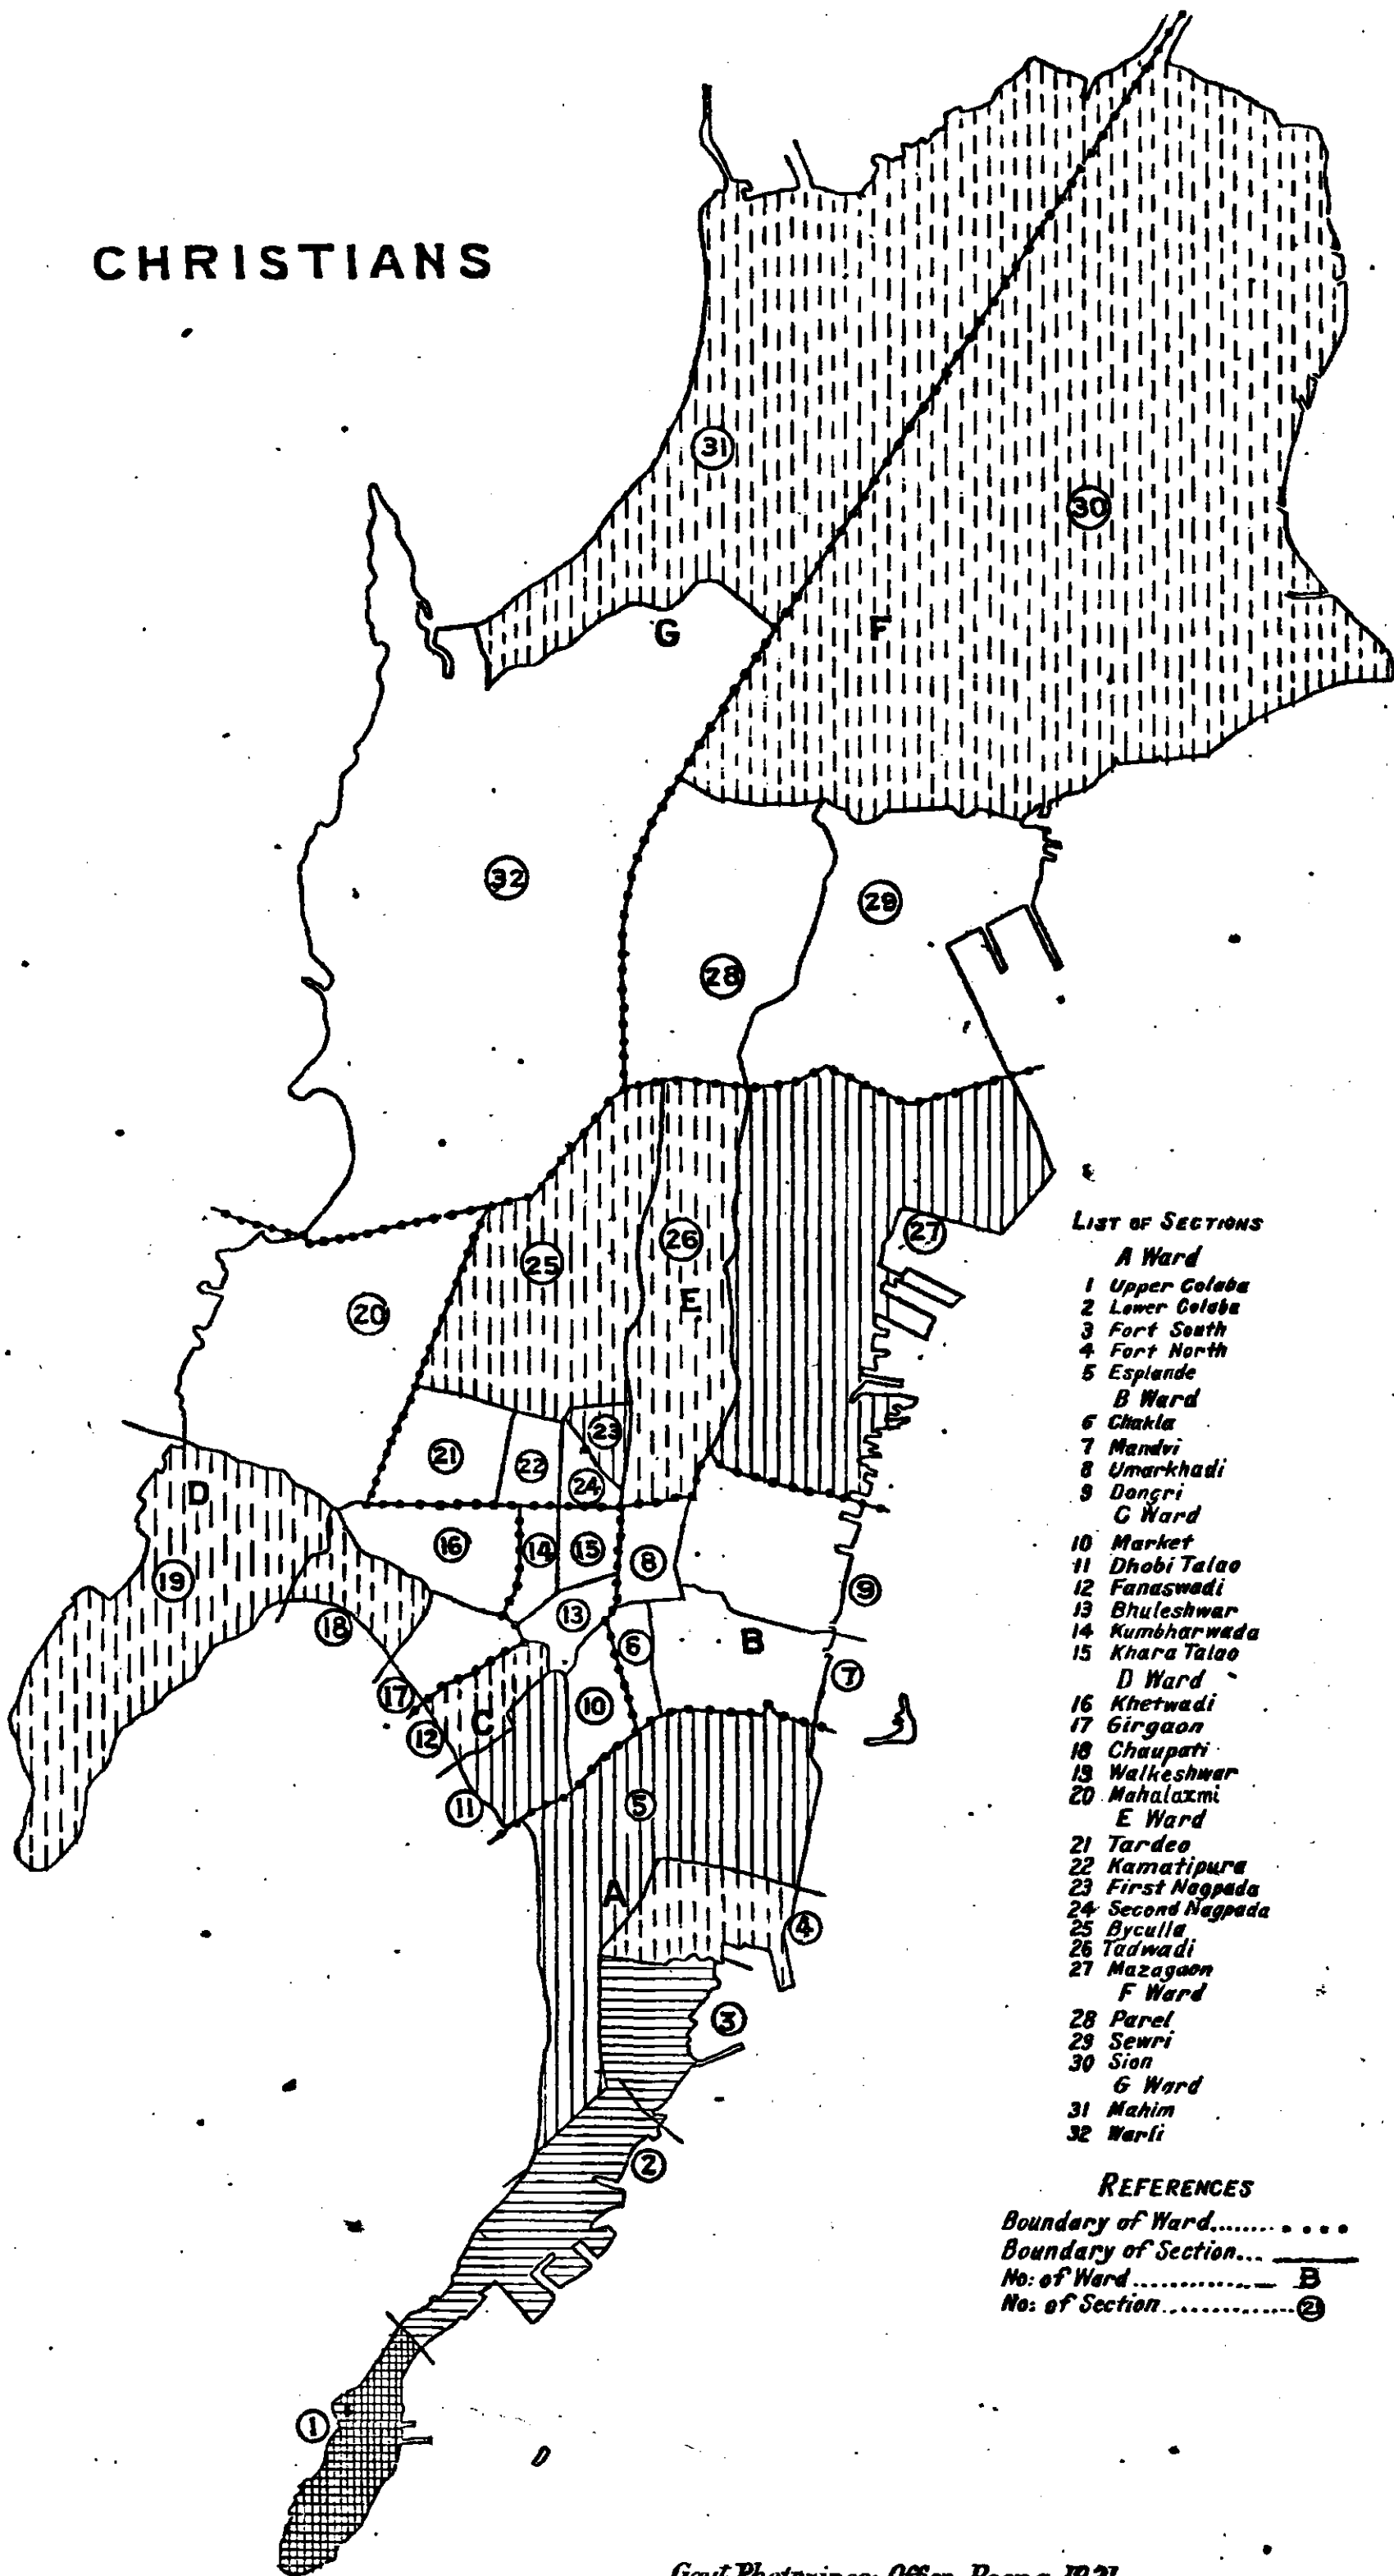 CHRISTIANS
31
30
G
F
32
29
28
27
26
25
E
20
23
21
22
24
D
16
14
15
8
19
9
13
18
6
B
7
17
10
C
12
11
5
A
4
3
2
1
LIST OF SECTIONS
A Ward
1 Upper Colaba
2 Lower Colaba
3 Fort South
4 Fort North
5 Esplande
B Ward
6 Chakla
7 Mandvi
8 Umarkhadi
9 Dongri
C Ward
10 Market
11 Dhobi Talao
12 Fanaswadi
13 Bhuleshwar
14 Kumbharwada
15 Khara Talao
D Ward
16 Khetwadi
17 Girgaon
18 Chaupati
19 Walkeshwar
20 Mahalaxmi
E Ward
21 Tardeo
22 Kamatipura
23 First Nagpada
24 Second Nagpada
25 Byculla
26 Tadwadi
27 Mazagaon
F Ward
28 Parel
29 Sewri
30 Sion
G Ward
31 Mahim
32 Warli
REFERENCES
Boundary of Ward........
Boundary of Section...
No: of Ward.............. B
No: of Section.............
Office, Poona, 1921